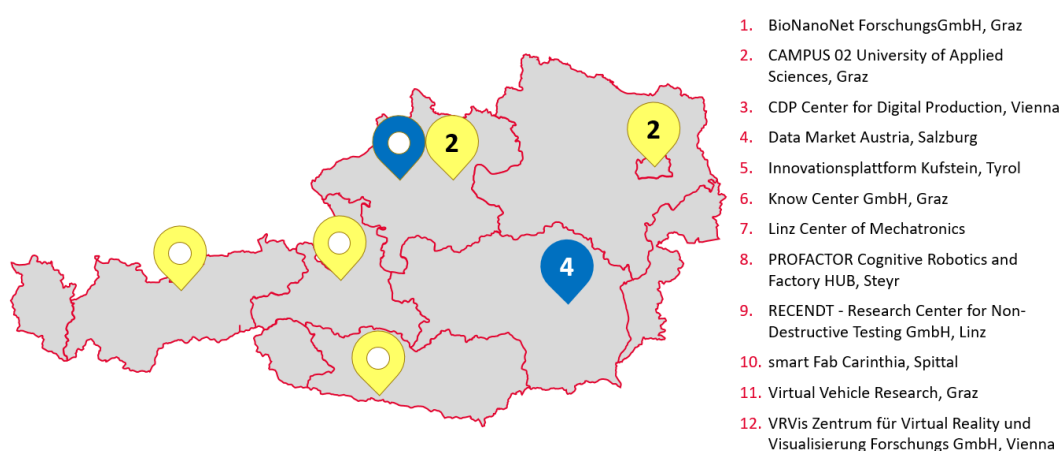 2
2
4
1. BioNanoNet ForschungsGmbH, Graz
2. CAMPUS 02 University of Applied
Sciences, Graz
3. CDP Center for Digital Production, Vienna
4. Data Market Austria, Salzburg
5. Innovationsplattform Kufstein, Tyrol
6. Know Center GmbH, Graz
7. Linz Center of Mechatronics
8. PROFACTOR Cognitive Robotics and
Factory HUB, Steyr
9. RECENDT - Research Center for Non-
Destructive Testing GmbH, Linz
10. smart Fab Carinthia, Spittal
11. Virtual Vehicle Research, Graz
12. VRVis Zentrum für Virtual Reality und
Visualisierung Forschungs GmbH, Vienna